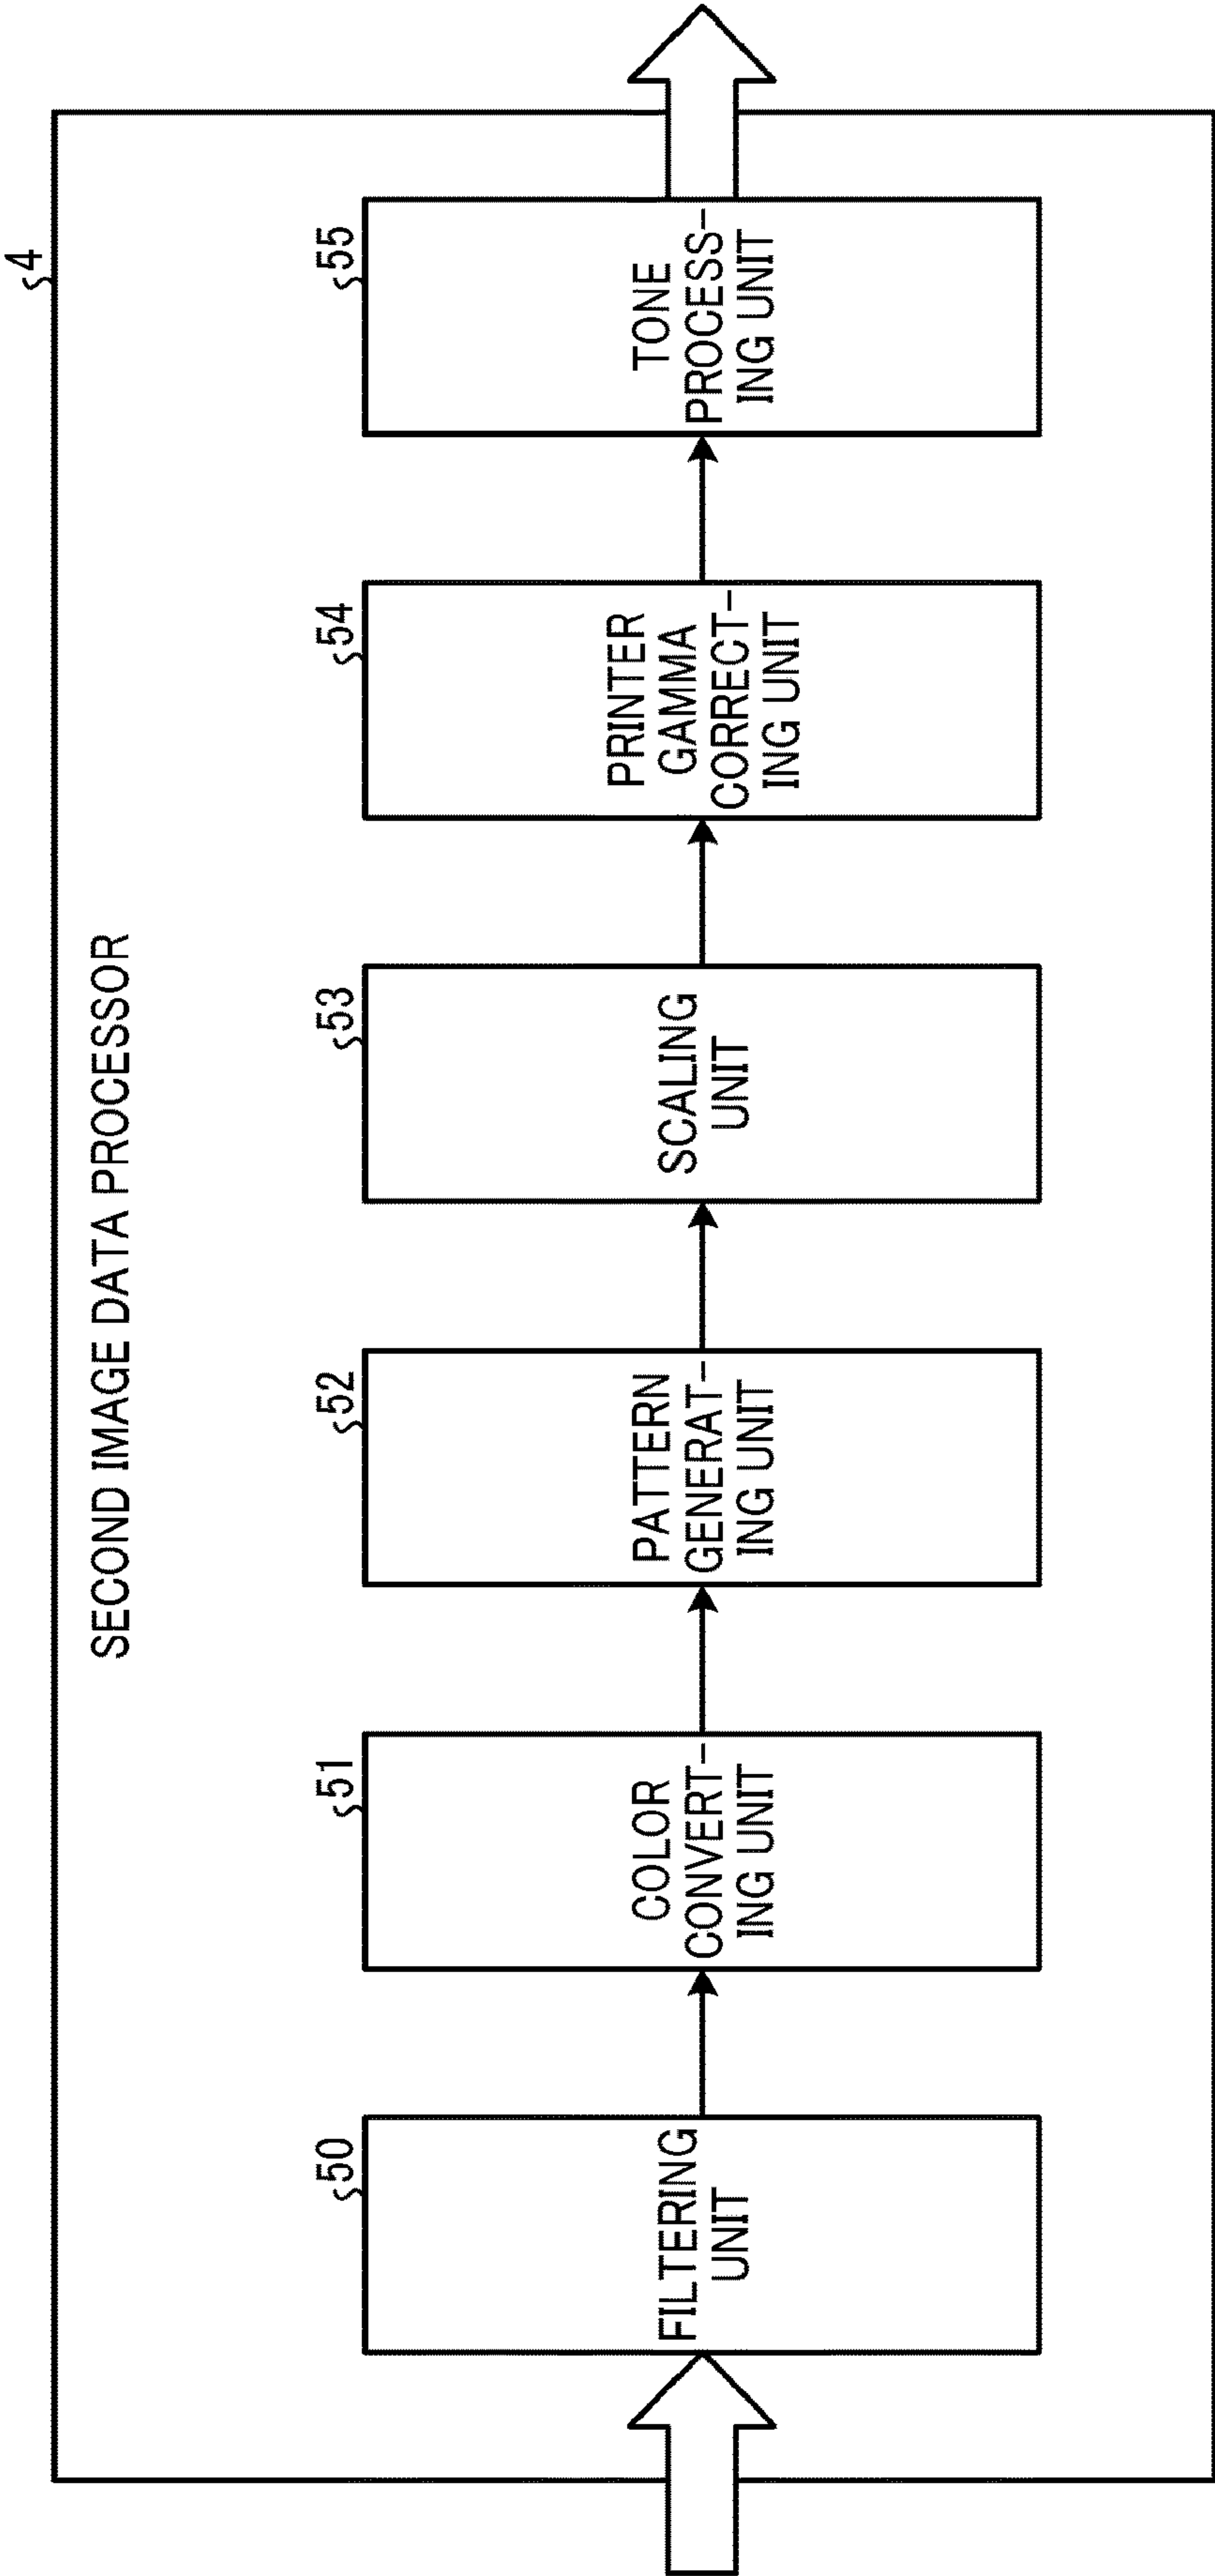 4
SECOND IMAGE DATA PROCESSOR
50
FILTERING
UNIT
51
COLOR
CONVERT-
ING UNIT
52
PATTERN
GENERAT-
ING UNIT
53
SCALING
UNIT
54
PRINTER
GAMMA
CORRECT-
ING UNIT
55
TONE
PROCESS-
ING UNIT